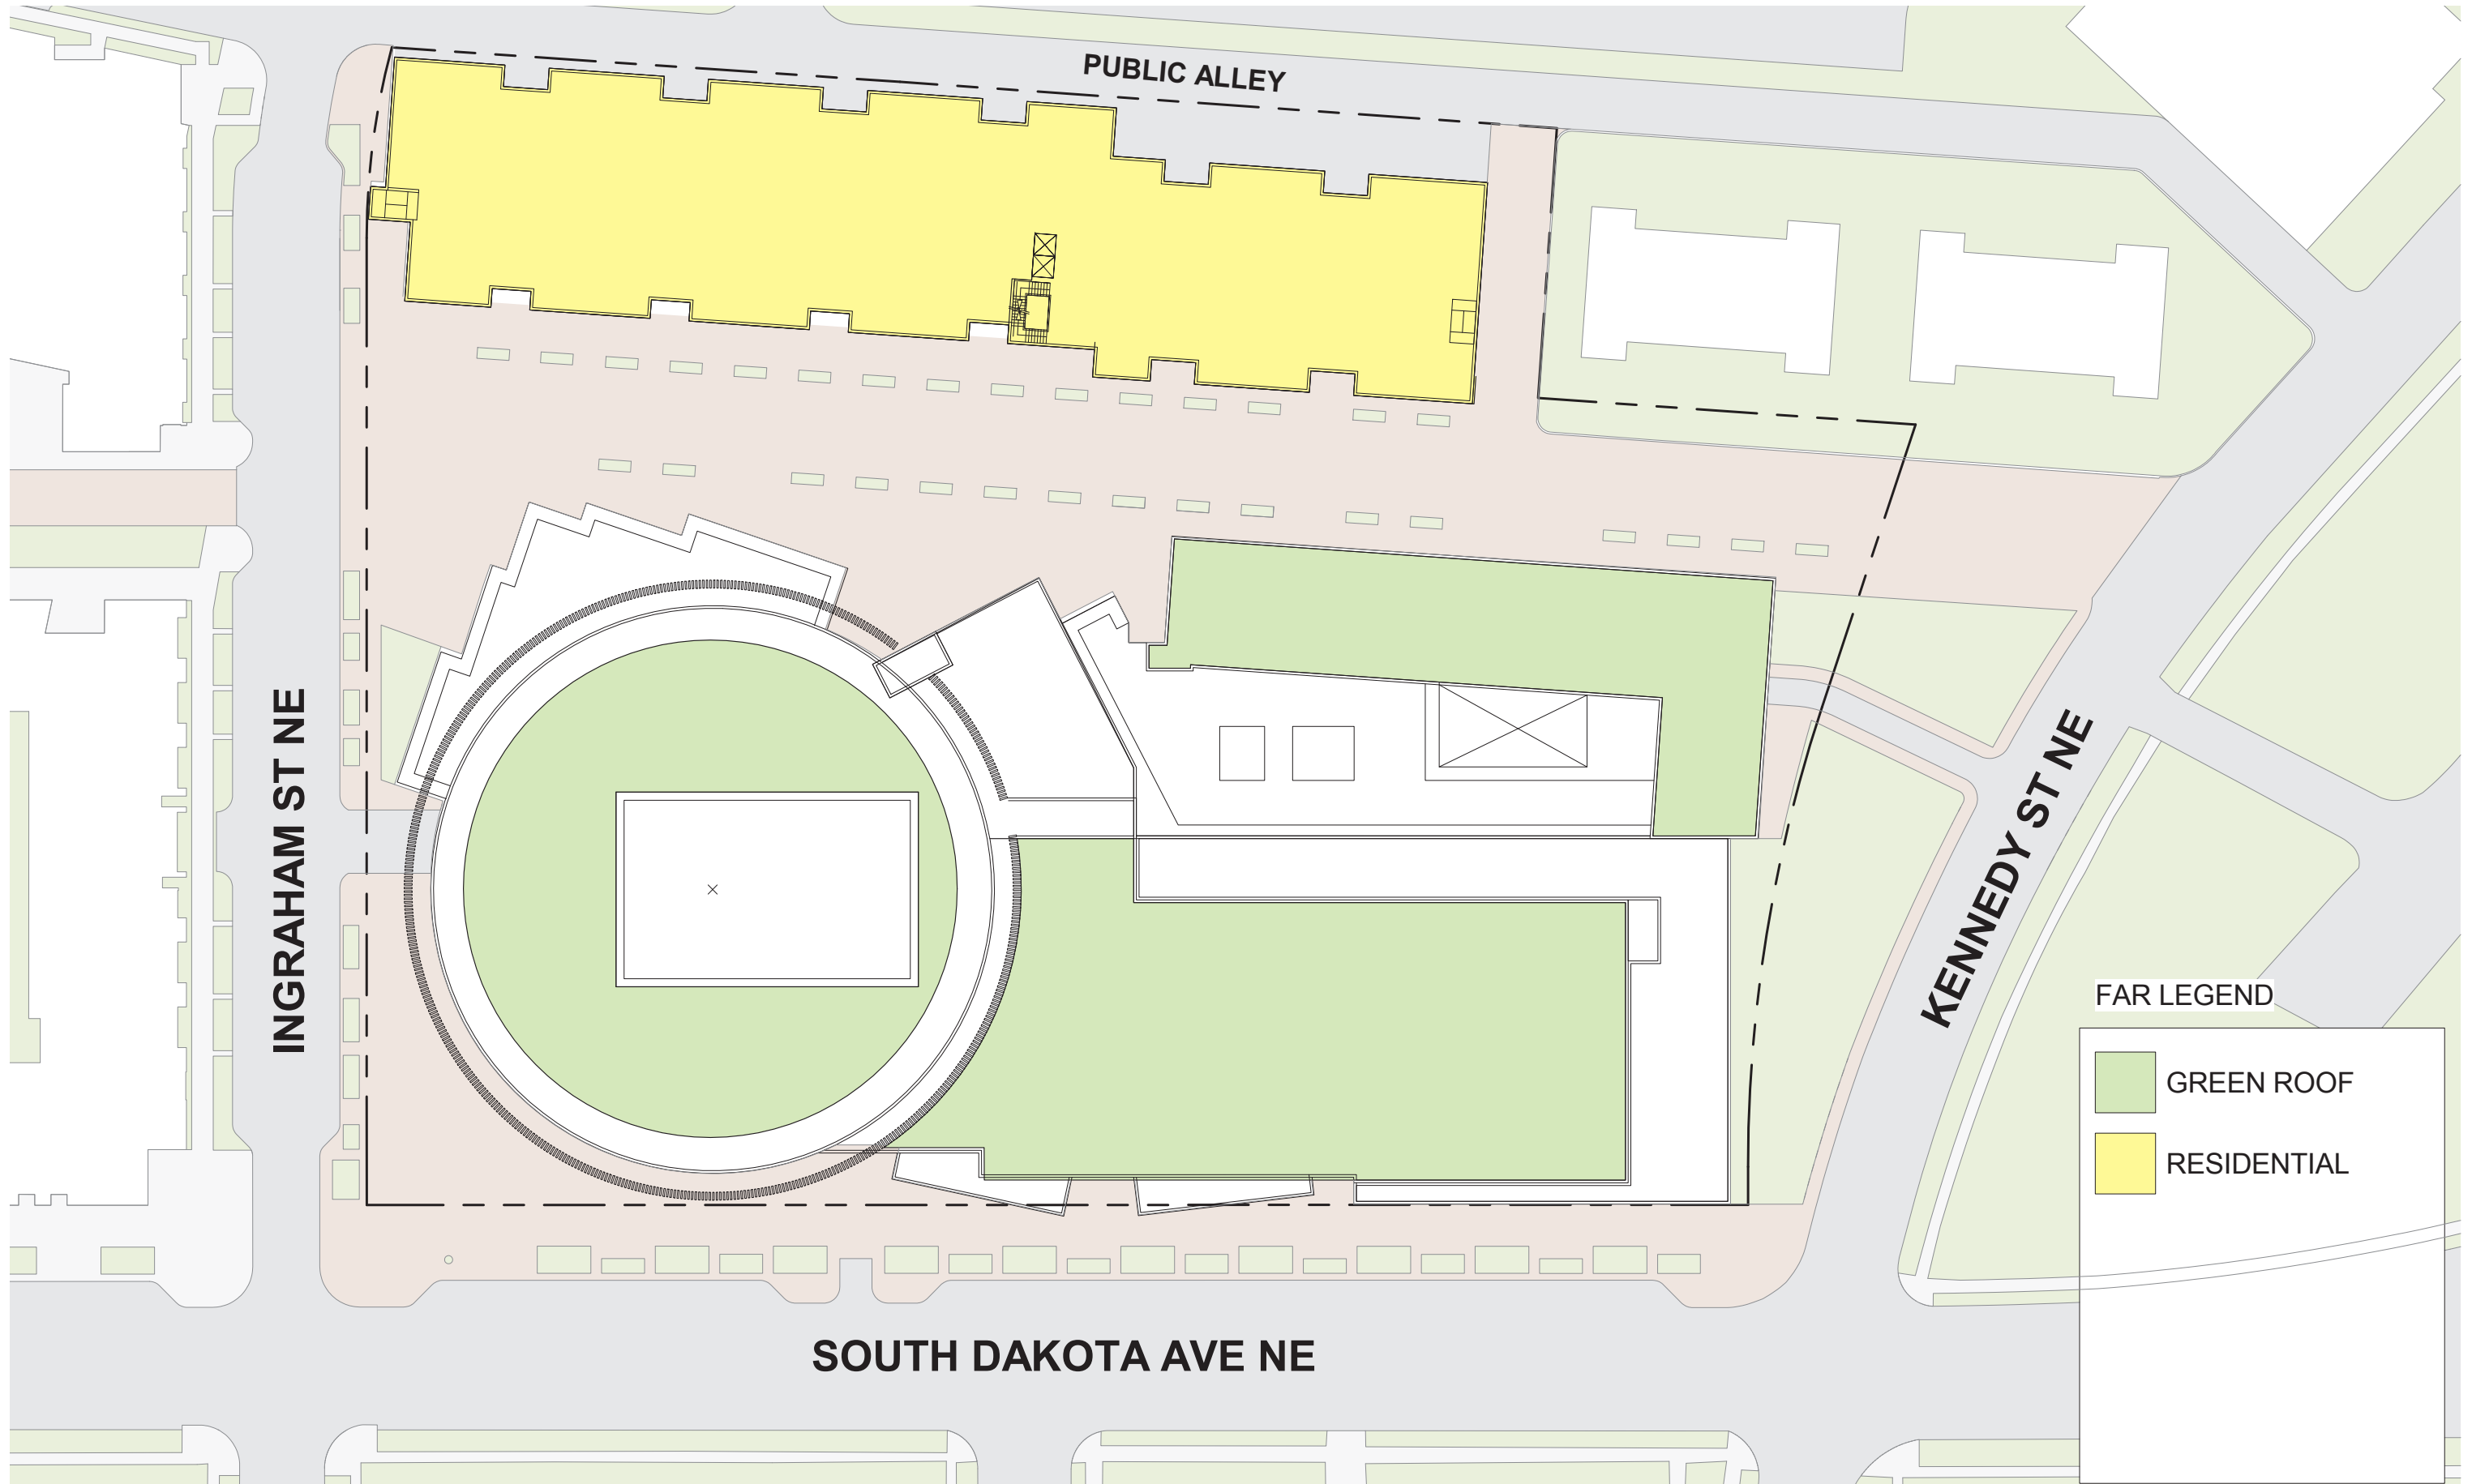 PUBLIC ALLEY
INGRAHAM ST NE
KENNEDY ST NE
FAR LEGEND
GREEN ROOF
RESIDENTIAL
SOUTH DAKOTA AVE NE